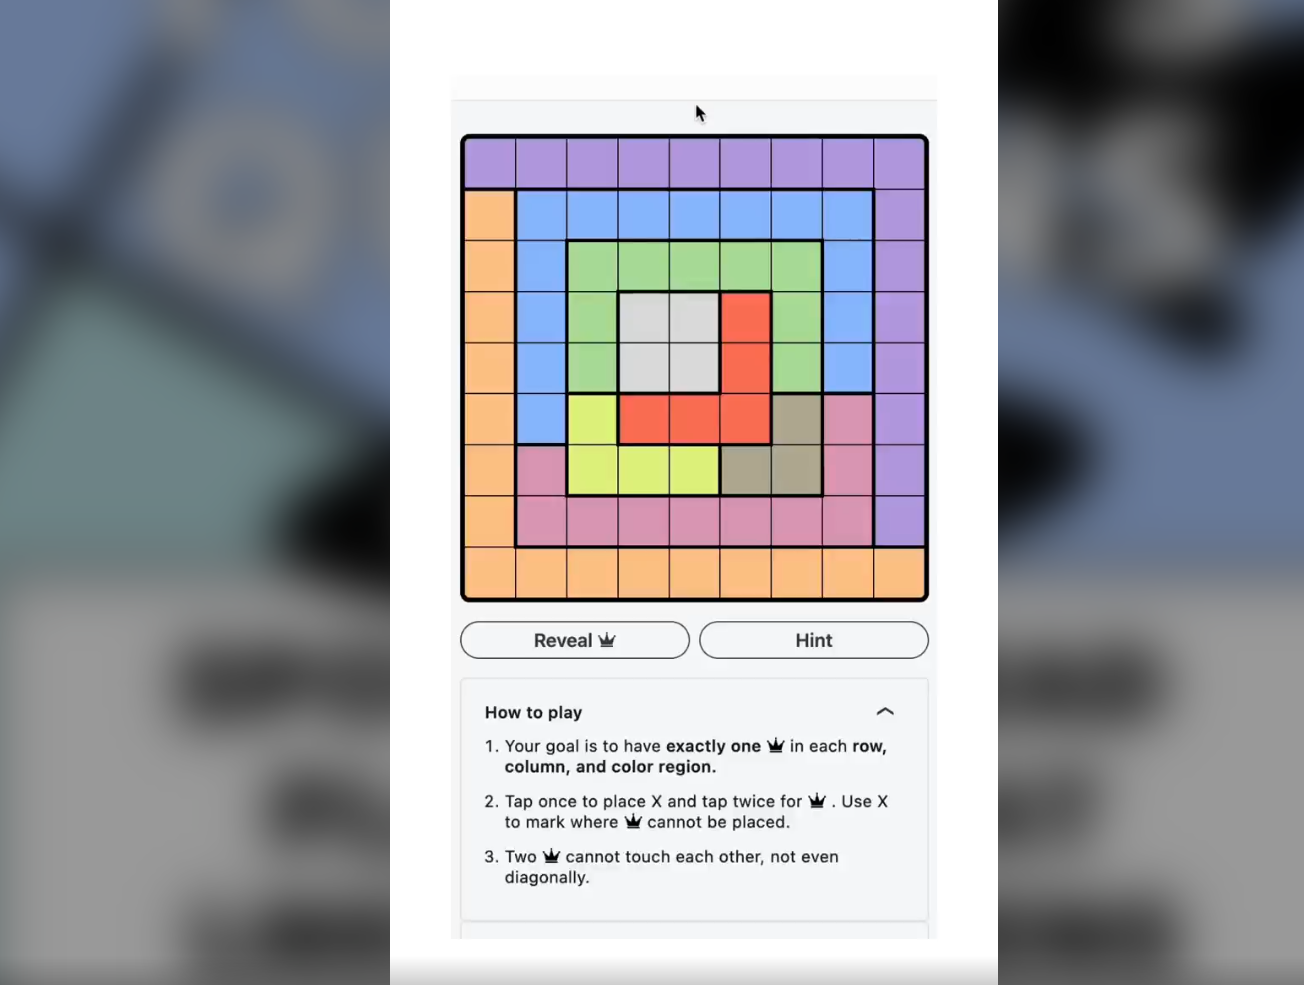 Reveal
Hint
How to play
1. Your goal is to have exactly one in each row,
column, and color region.
2. Tap once to place X and tap twice for . Use X
to mark where cannot be placed.
3. Two cannot touch each other, not even
diagonally.